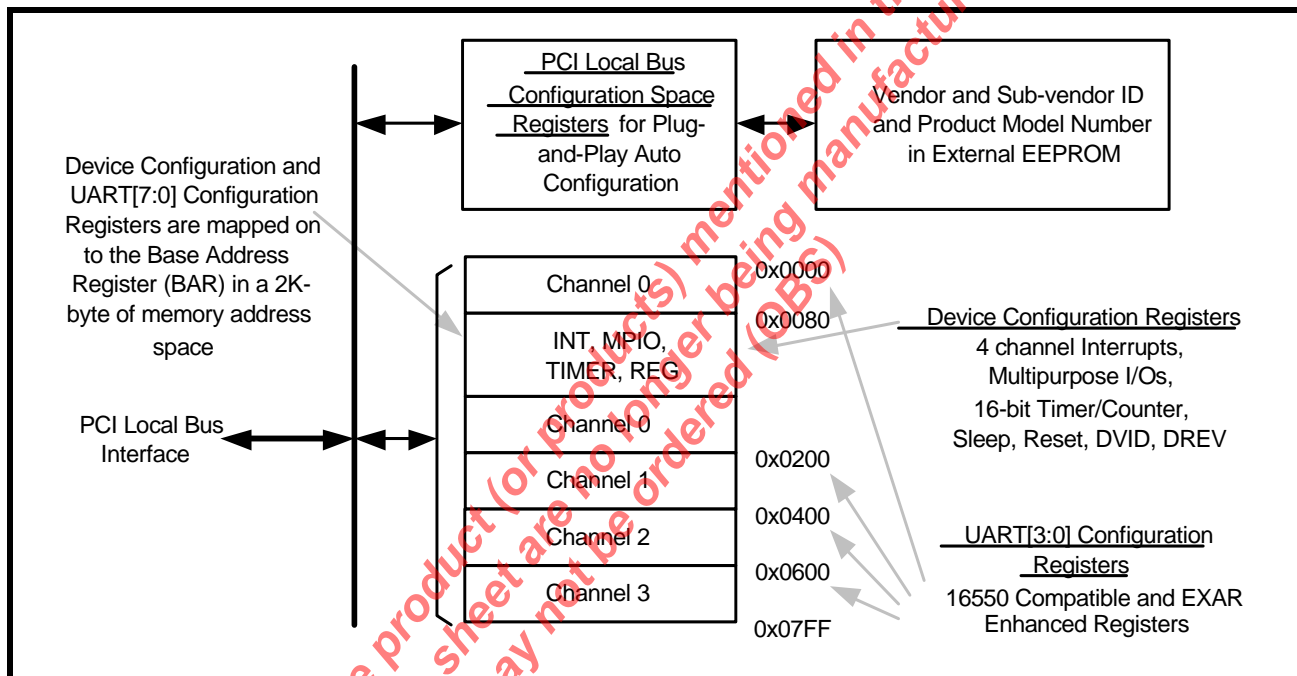 PCI Local Bus
Configuration Space
Registers for Plug-
and-Play Auto
Configuration
Vendor and Sub-vendor ID
and Product Model Number
in External EEPROM
Device Configuration and
UART[7:0] Configuration
Registers are mapped on
to the Base Address
Register (BAR) in a 2K-
byte of memory address
space
PCI Local Bus
Interface
Channel 0
INT, MPIO,
TIMER, REG
Channel 0
Channel 1
Channel 2
Channel 3
0x0000
0x0080
0x0200
0x0400
0x0600
0x07FF
Device Configuration Registers
4 channel Interrupts,
Multipurpose I/Os,
16-bit Timer/Counter,
Sleep, Reset, DVID, DREV
UART[3:0] Configuration
Registers
16550 Compatible and EXAR
Enhanced Registers
product (or products) mentioned in
sheet are no longer being
not be ordered (OBS)